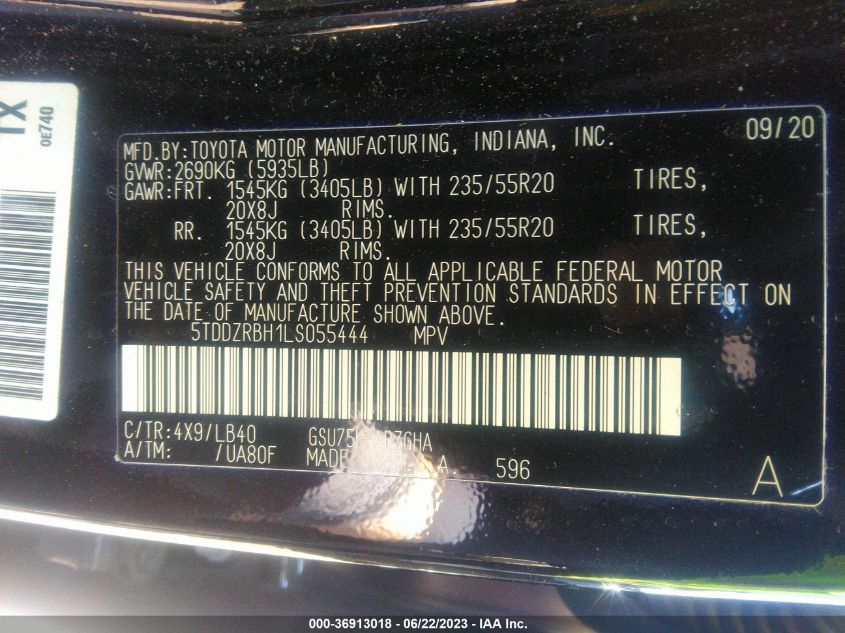 TX
0E740
09/20
MFD.BY:TOYOTA MOTOR MANUFACTURING, INDIANA, INC.
GVWR:2690KG (5935LB)
GAWR:FRT. 1545KG (3405LB) WITH 235/55R20 TIRES,
20X8J RIMS.
RR. 1545KG (3405LB) WITH 235/55R20 TIRES,
20X8J RIMS.
THIS VEHICLE CONFORMS TO ALL APPLICABLE FEDERAL MOTOR
VEHICLE SAFETY AND THEFT PREVENTION STANDARDS IN EFFECT ON
THE DATE OF MANUFACTURE SHOWN ABOVE.
5TDDZRBH1LS055444 MPV
C/TR:4X9/LB40
A/TM: /UA80F MADE A 596
A
000-36913018 - 06/22/2023 - IAA Inc.